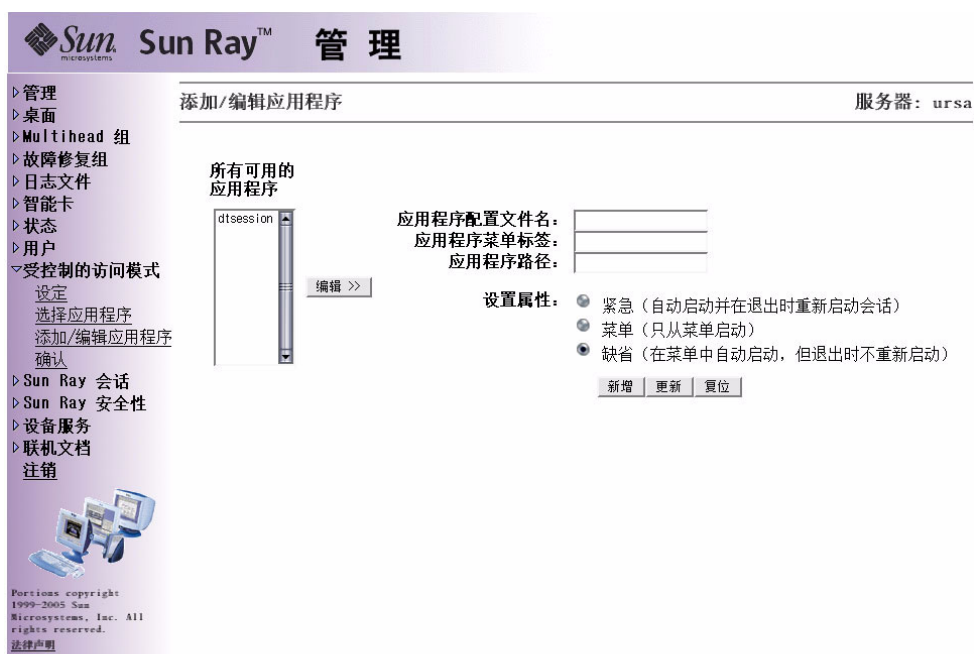 Sun microsystems Sun Ray™ 管 理
▷管理
▷桌面
▷Multihead 组
▷故障修复组
▷日志文件
▷智能卡
▷状态
▷用户
▽受控制的访问模式
设定
选择应用程序
添加/编辑应用程序
确认
▷Sun Ray 会话
▷Sun Ray 安全性
▷设备服务
▷联机文档
注销
Portions copyright
1999-2005 Sun
Microsystems, Inc. All
rights reserved.
法律声明
添加/编辑应用程序 服务器: ursa
所有可用的
应用程序
dtsession
编辑 >>
应用程序配置文件名:
应用程序菜单标签:
应用程序路径:
设置属性:
紧急（自动启动并在退出时重新启动会话）
菜单（只从菜单启动）
缺省（在菜单中自动启动，但退出时不重新启动）
新增 更新 复位